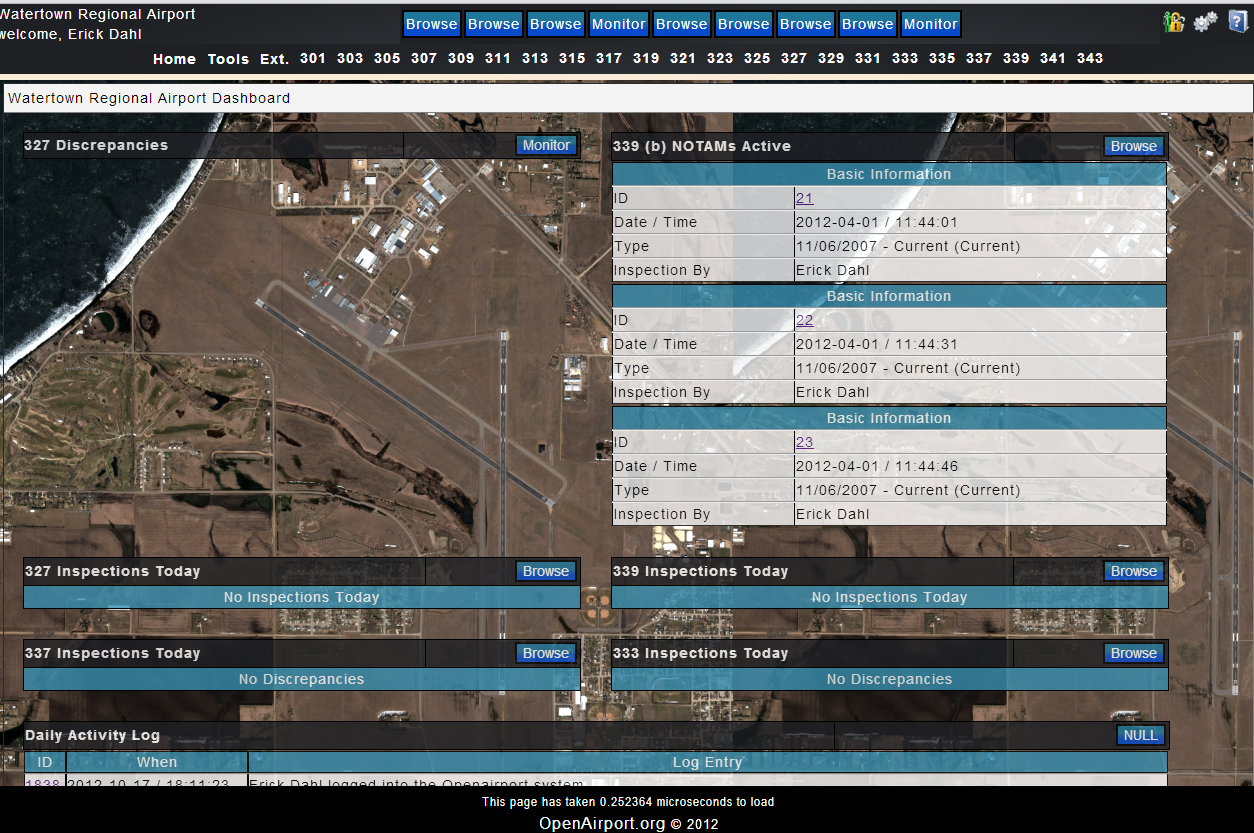 Watertown Regional Airport
welcome, Erick Dahl
Browse Browse Browse Monitor Browse Browse Browse Browse Monitor
Home Tools Ext. 301 303 305 307 309 311 313 315 317 319 321 323 325 327 329 331 333 335 337 339 341 343
Watertown Regional Airport Dashboard
327 Discrepancies Monitor
339 (b) NOTAMs Active Browse
Basic Information
ID 21
Date / Time 2012-04-01 / 11:44:01
Type 11/06/2007 - Current (Current)
Inspection By Erick Dahl
Basic Information
ID 22
Date / Time 2012-04-01 / 11:44:31
Type 11/06/2007 - Current (Current)
Inspection By Erick Dahl
Basic Information
ID 23
Date / Time 2012-04-01 / 11:44:46
Type 11/06/2007 - Current (Current)
Inspection By Erick Dahl
327 Inspections Today Browse
No Inspections Today
339 Inspections Today Browse
No Inspections Today
337 Inspections Today Browse
No Discrepancies
333 Inspections Today Browse
No Discrepancies
Daily Activity Log NULL
ID When Log Entry
1838 2012-10-17 / 18:11:23 Erick Dahl logged into the Openairport system
This page has taken 0.252364 microseconds to load
OpenAirport.org © 2012